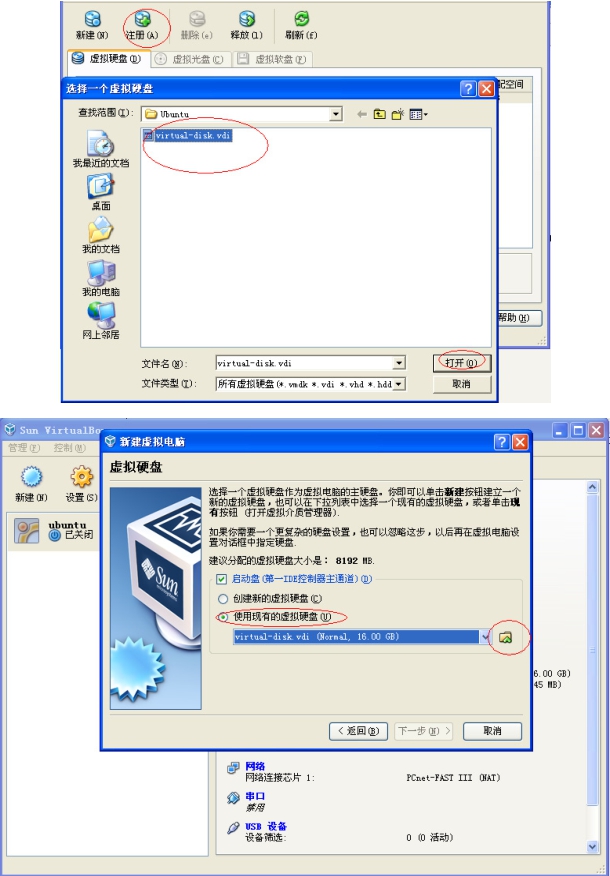 新建(N) 注册(A) 删除(e) 释放(l) 刷新(f)
虚拟硬盘(D) 虚拟光盘(C) 虚拟软盘(F)
选择一个虚拟硬盘
配空间
查找范围(I): Ubuntu
virtual-disk.vdi
我最近的文档
桌面
我的文档
我的电脑
网上邻居
帮助(H)
文件名(N): virtual-disk.vdi 打开(O)
文件类型(T): 所有虚拟硬盘(*.vmdk *.vdi *.vhd *.hdd 取消
Sun VirtualBo
新建虚拟电脑
管理(F) 控制(M)
虚拟硬盘
新建(N) 设置(S)
选择一个虚拟硬盘作为虚拟电脑的主硬盘。你即可以单击新建按钮建立一个
新的虚拟硬盘,也可以在下拉列表中选择一个现有的虚拟硬盘,或者单击现
有按钮 (打开虚拟介质管理器).
ubuntu
已关闭
如果你需要一个更复杂的硬盘设置,也可以忽略这步,以后再在虚拟电脑设
置对话框中指定硬盘.
建议分配的虚拟硬盘大小是: 8192 MB.
启动盘(第一IDE控制器主通道)(D)
创建新的虚拟硬盘(C)
使用现有的虚拟硬盘(U)
virtual-disk.vdi (Normal, 16.00 GB)
Sun
6.00 GB)
45 MB)
< 返回(B) 下一步(N) > 取消
网络
网络连接芯片 1: PCnet-FAST III (NAT)
串口
禁用
USB 设备
设备筛选: 0 (0 活动)